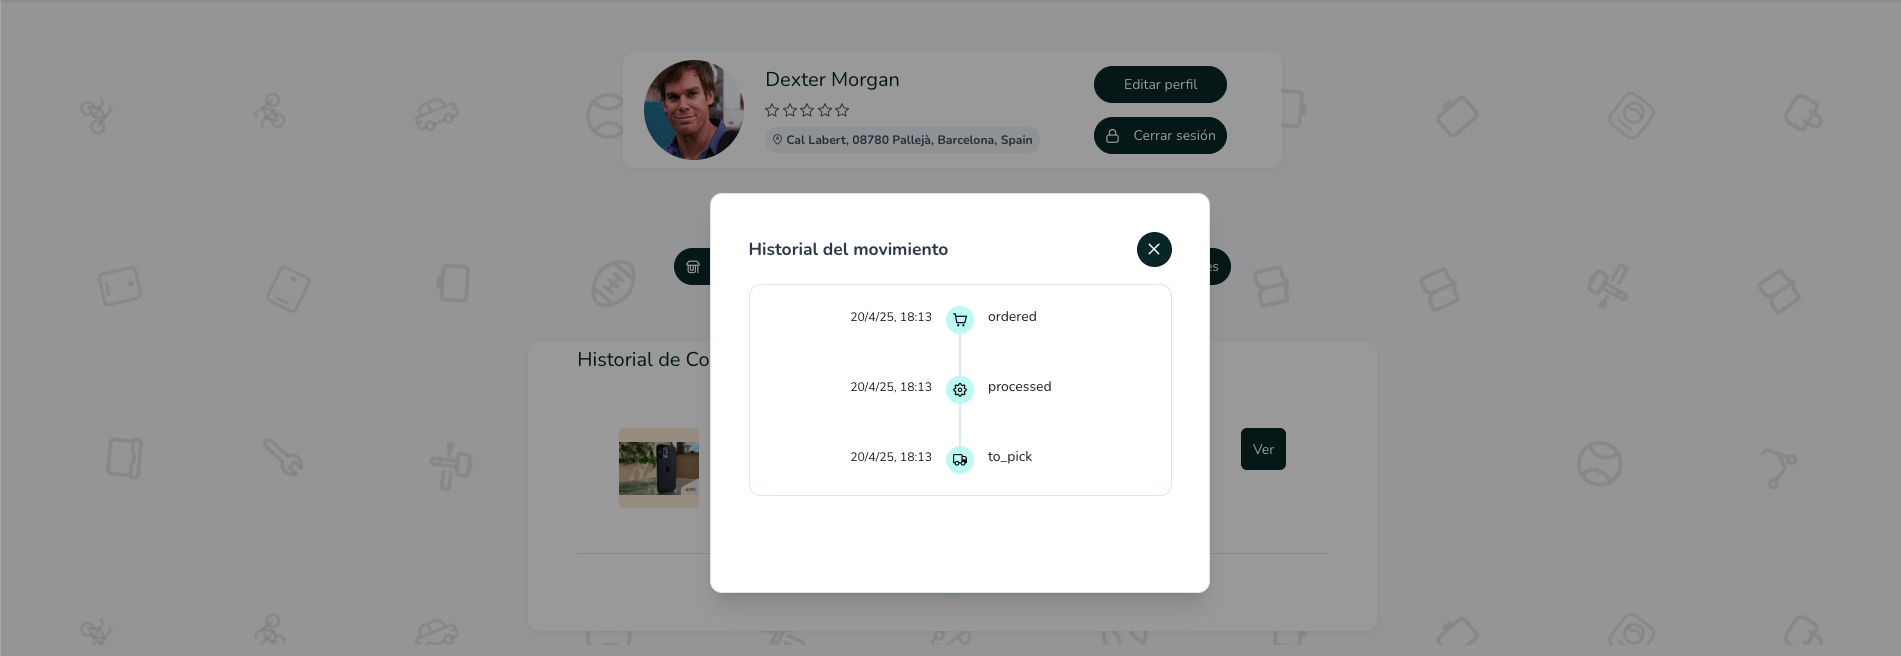 Dexter Morgan
Editar perfil
Cal Labert, 08780 Pallejà, Barcelona, Spain
Cerrar sesión
Historial del movimiento
20/4/25, 18:13 ordered
Historial de Co
20/4/25, 18:13 processed
Ver
20/4/25, 18:13 to_pick